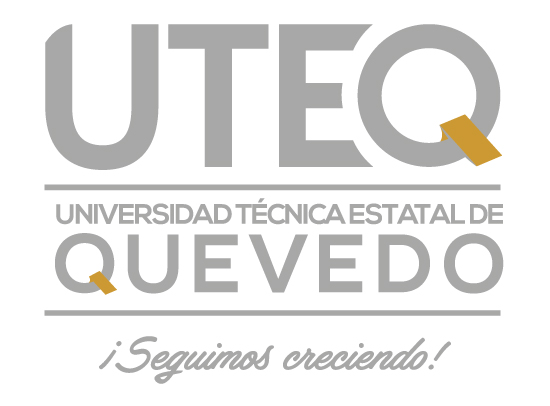 UTEQ
UNIVERSIDAD TÉCNICA ESTATAL DE
QUEVEDO
¡Seguimos creciendo!